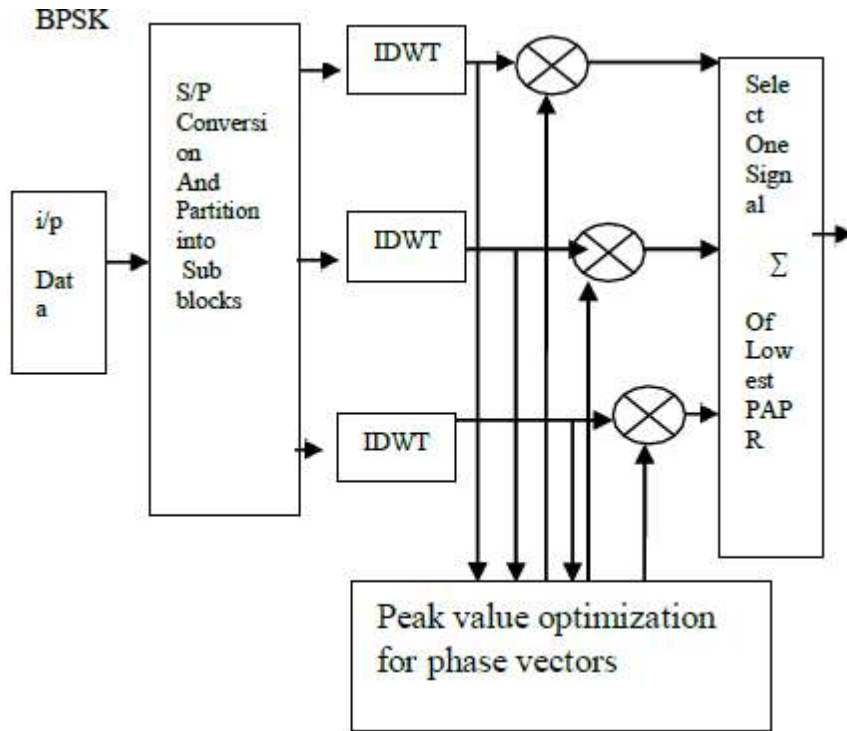 BPSK
i/p
Dat
a
S/P
Conversi
on
And
Partition
into
Sub
blocks
IDWT
IDWT
IDWT
Sele
ct
One
Sign
al
Σ
Of
Low
est
PAP
R
Peak value optimization
for phase vectors